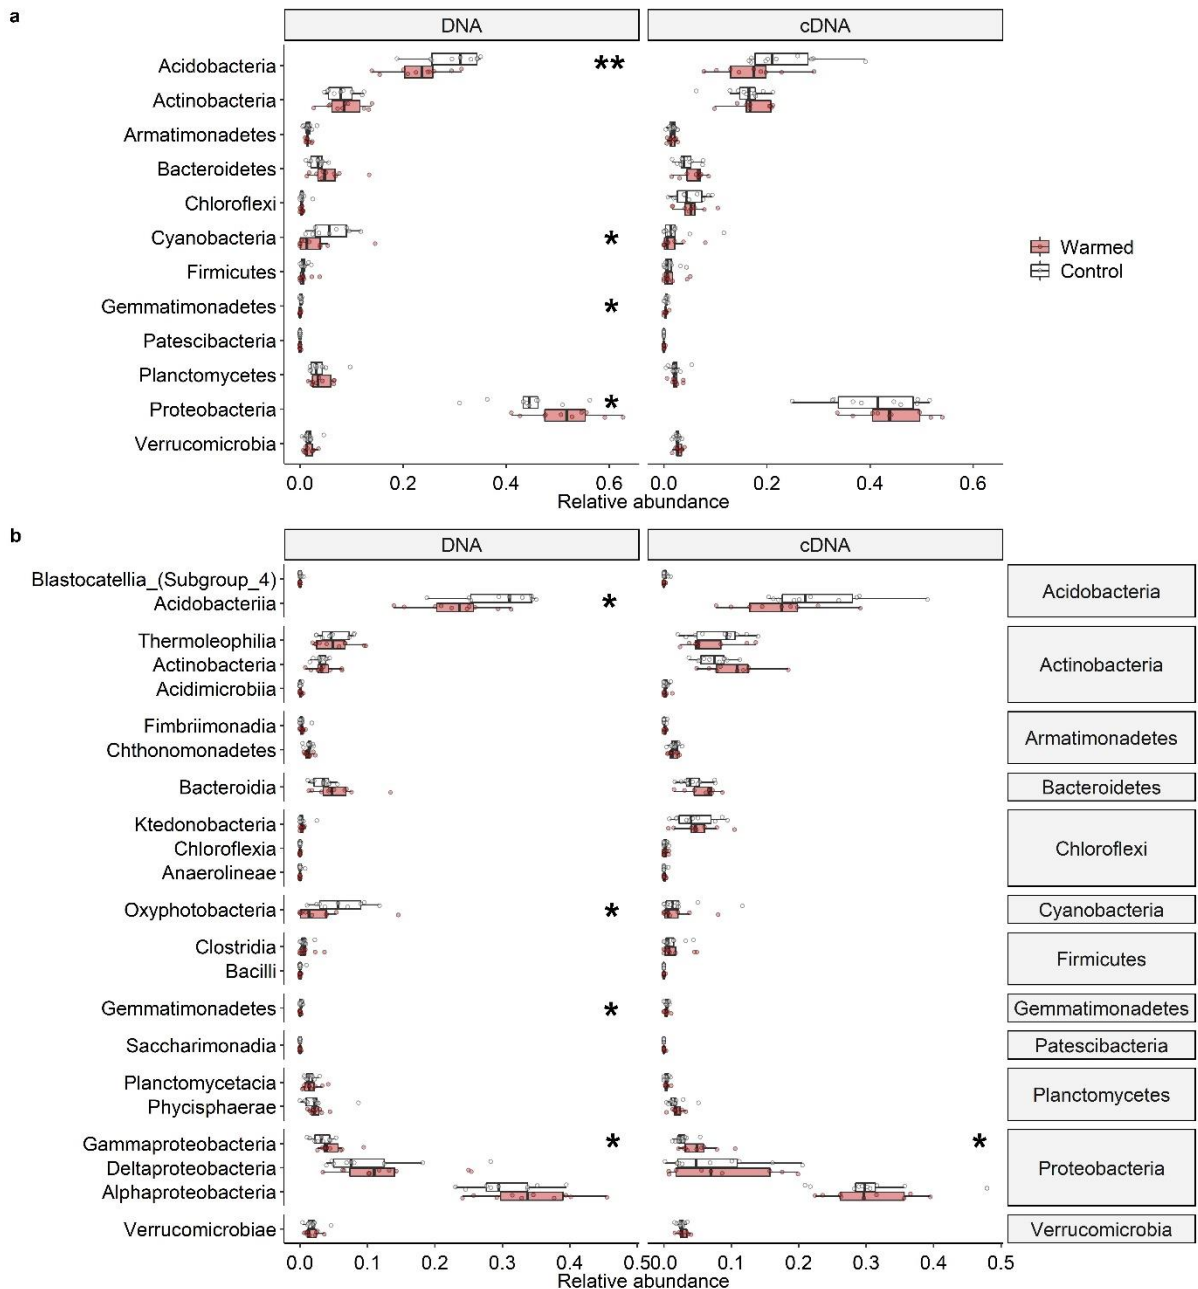 a
DNA cDNA
Acidobacteria **
Actinobacteria
Armatimonadetes
Bacteroidetes
Chloroflexi
Cyanobacteria *
Firmicutes
Gemmatimonadetes *
Patescibacteria
Planctomycetes
Proteobacteria *
Verrucomicrobia
Warmed
Control
0.0 0.2 0.4 0.6 0.0 0.2 0.4 0.6
Relative abundance
b
DNA cDNA
Blastocatellia_(Subgroup_4)
Acidobacteriia *
Acidobacteria
Thermoleophilia
Actinobacteria
Acidimicrobiia
Actinobacteria
Fimbriimonadia
Chthonomonadetes
Armatimonadetes
Bacteroidia Bacteroidetes
Ktedonobacteria
Chloroflexia
Anaerolineae
Chloroflexi
Oxyphotobacteria * Cyanobacteria
Clostridia
Bacilli
Firmicutes
Gemmatimonadetes * Gemmatimonadetes
Saccharimonadia Patescibacteria
Planctomycetacia
Phycisphaerae
Planctomycetes
Gammaproteobacteria * *
Deltaproteobacteria
Alphaproteobacteria
Proteobacteria
Verrucomicrobiae Verrucomicrobia
0.0 0.1 0.2 0.3 0.4 0.5 0.0 0.1 0.2 0.3 0.4 0.5
Relative abundance